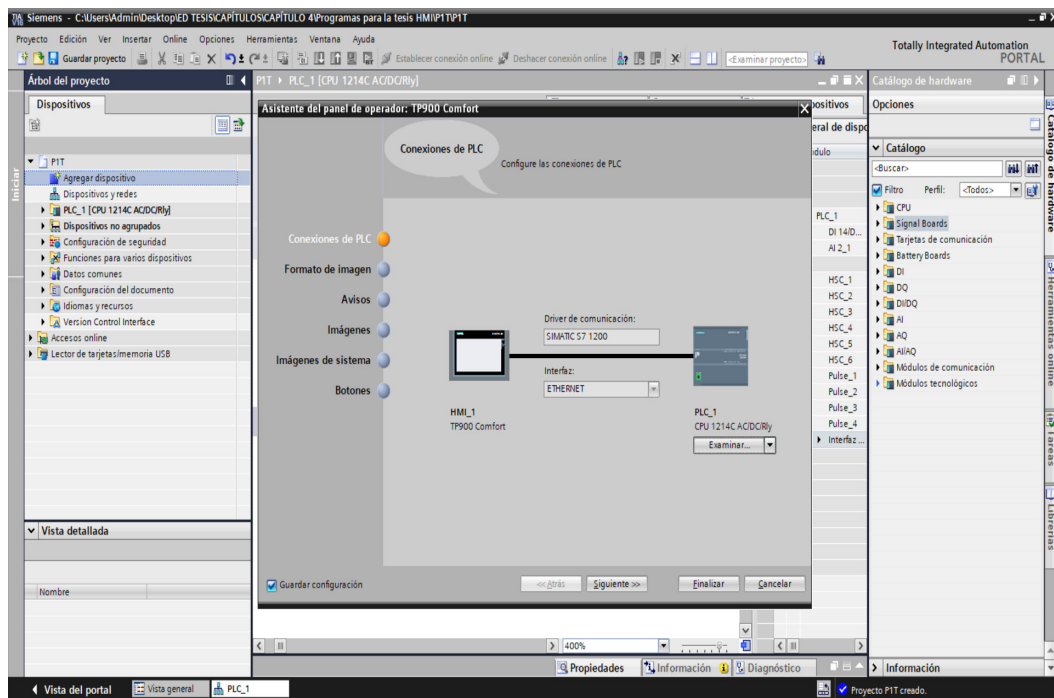 Siemens - C:\Users\Admin\Desktop\ED TESIS\CAPÍTULOS\CAPÍTULO 4\Programas para la tesis HMI\P1T\P1T
Proyecto Edición Ver Insertar Online Opciones Herramientas Ventana Ayuda
Totally Integrated Automation
PORTAL
Guardar proyecto
Establecer conexión online
Deshacer conexión online
<Examinar proyecto>
Árbol del proyecto
P1T
PLC_1 [CPU 1214C AC/DC/Rly]
Catálogo de hardware
Dispositivos
Opciones
Asistente del panel de operador: TP900 Comfort
Conexiones de PLC
Configure las conexiones de PLC
Catálogo
<Buscar>
Filtro Perfil: <Todos>
P1T
Agregar dispositivo
Dispositivos y redes
PLC_1 [CPU 1214C AC/DC/Rly]
Dispositivos no agrupados
Configuración de seguridad
Funciones para varios dispositivos
Datos comunes
Configuración del documento
Idiomas y recursos
Version Control Interface
Accesos online
Lector de tarjetas/memoria USB
Iniciar
Conexiones de PLC
Formato de imagen
Avisos
Imágenes
Imágenes de sistema
Botones
Driver de comunicación:
SIMATIC S7 1200
Interfaz:
ETHERNET
HMI_1
TP900 Comfort
PLC_1
CPU 1214C AC/DC/Rly
Examinar...
Guardar configuración
<< Atrás
Siguiente >>
Finalizar
Cancelar
ositivos
eral de dispo
dulo
PLC_1
DI 14/D...
AI 2_1
HSC_1
HSC_2
HSC_3
HSC_4
HSC_5
HSC_6
Pulse_1
Pulse_2
Pulse_3
Pulse_4
Interfaz ...
CPU
Signal Boards
Tarjetas de comunicación
Battery Boards
DI
DQ
DI/DQ
AI
AQ
AI/AQ
Módulos de comunicación
Módulos tecnológicos
Catálogo de hardware
Herramientas online
Tareas
Librerías
Vista detallada
Nombre
400%
Propiedades
Información
Diagnóstico
Información
Vista del portal
Vista general
PLC_1
Proyecto P1T creado.